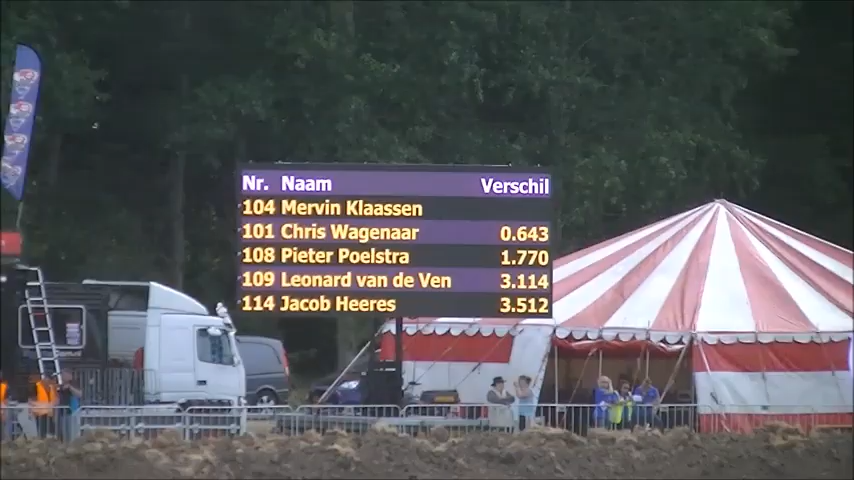 Nr. Naam Verschil
104 Mervin Klaassen
101 Chris Wagenaar 0.643
108 Pieter Poelstra 1.770
109 Leonard van de Ven 3.114
114 Jacob Heeres 3.512